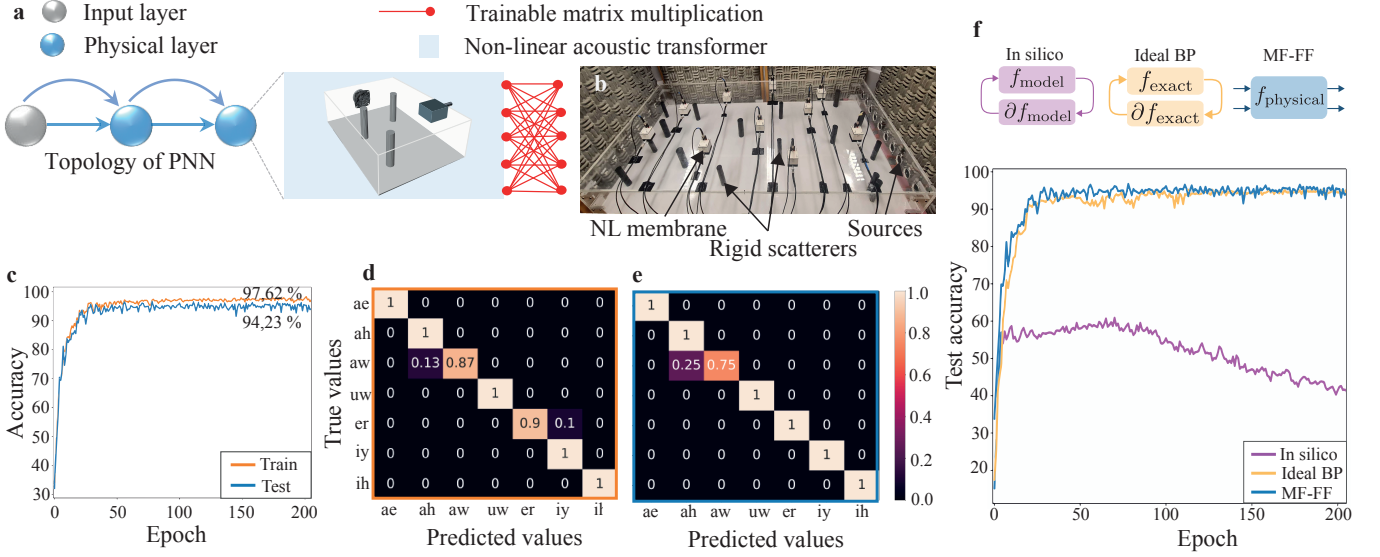 a
Input layer
Physical layer
Trainable matrix multiplication
Non-linear acoustic transformer
Topology of PNN
b
NL membrane
Rigid scatterers
Sources
c
Accuracy
100
90
80
70
60
50
40
30
97,62 %
94,23 %
Train
Test
0 50 100 150 200
Epoch
d
True values
ae 1 0 0 0 0 0 0
ah 0 1 0 0 0 0 0
aw 0 0.13 0.87 0 0 0 0
uw 0 0 0 1 0 0 0
er 0 0 0 0 0.9 0.1 0
iy 0 0 0 0 0 1 0
ih 0 0 0 0 0 0 1
ae ah aw uw er iy ih
Predicted values
e
1 0 0 0 0 0 0
0 1 0 0 0 0 0
0 0.25 0.75 0 0 0 0
0 0 0 1 0 0 0
0 0 0 0 1 0 0
0 0 0 0 0 1 0
0 0 0 0 0 0 1
ae ah aw uw er iy ih
Predicted values
1.0
0.8
0.6
0.4
0.2
0.0
f
In silico
f model
∂f model
Ideal BP
f exact
∂f exact
MF-FF
f physical
Test accuracy
100
90
80
70
60
50
40
30
20
In silico
Ideal BP
MF-FF
0 50 100 150 200
Epoch